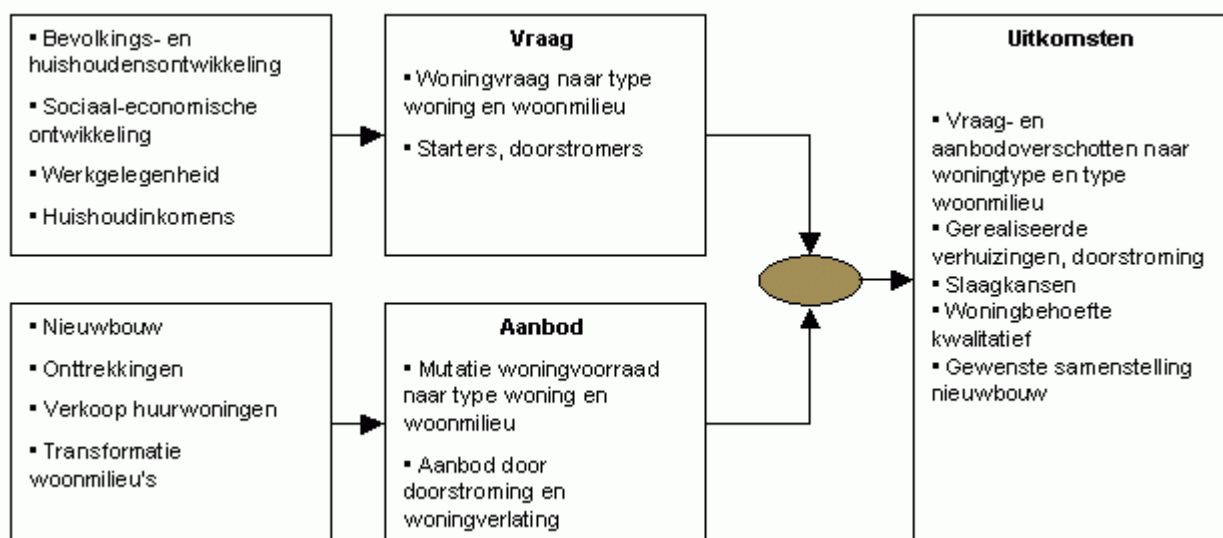 ▪ Bevolkings- en
huishoudensontwikkeling
▪ Sociaal-economische
ontwikkeling
▪ Werkgelegenheid
▪ Huishoudinkomens
Vraag
▪ Woningvraag naar type
woning en woonmilieu
▪ Starters, doorstromers
▪ Nieuwbouw
▪ Onttrekkingen
▪ Verkoop huurwoningen
▪ Transformatie
woonmilieu's
Aanbod
▪ Mutatie woningvoorraad
naar type woning en
woonmilieu
▪ Aanbod door
doorstroming en
woningverlating
Uitkomsten
▪ Vraag- en
aanbodoverschotten naar
woningtype en type
woonmilieu
▪ Gerealiseerde
verhuizingen, doorstroming
▪ Slaagkansen
▪ Woningbehoefte
kwalitatief
▪ Gewenste samenstelling
nieuwbouw